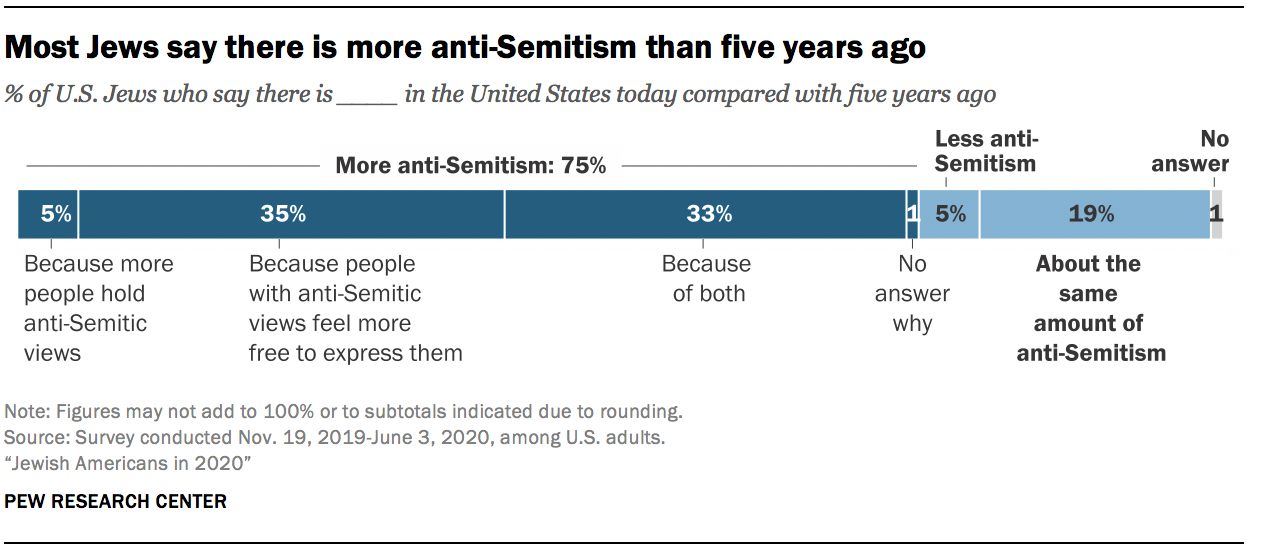 Most Jews say there is more anti-Semitism than five years ago
% of U.S. Jews who say there is ____ in the United States today compared with five years ago
More anti-Semitism: 75%
Less anti-
Semitism
No
answer
5%
35%
33%
1
5%
19%
1
Because more
people hold
anti-Semitic
views
Because people
with anti-Semitic
views feel more
free to express them
Because
of both
No
answer
why
About the
same
amount of
anti-Semitism
Note: Figures may not add to 100% or to subtotals indicated due to rounding.
Source: Survey conducted Nov. 19, 2019-June 3, 2020, among U.S. adults.
“Jewish Americans in 2020”
PEW RESEARCH CENTER